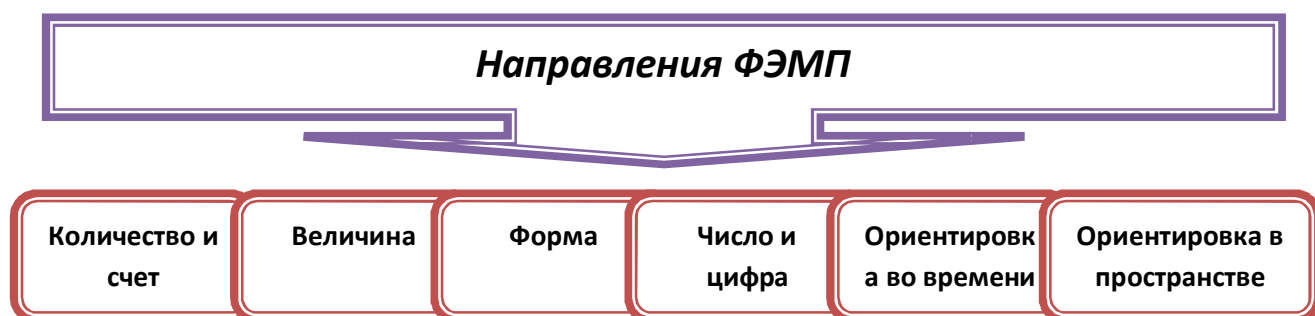 Направления ФЭМП
Количество и
счет
Величина
Форма
Число и
цифра
Ориентировк
а во времени
Ориентировка в
пространстве